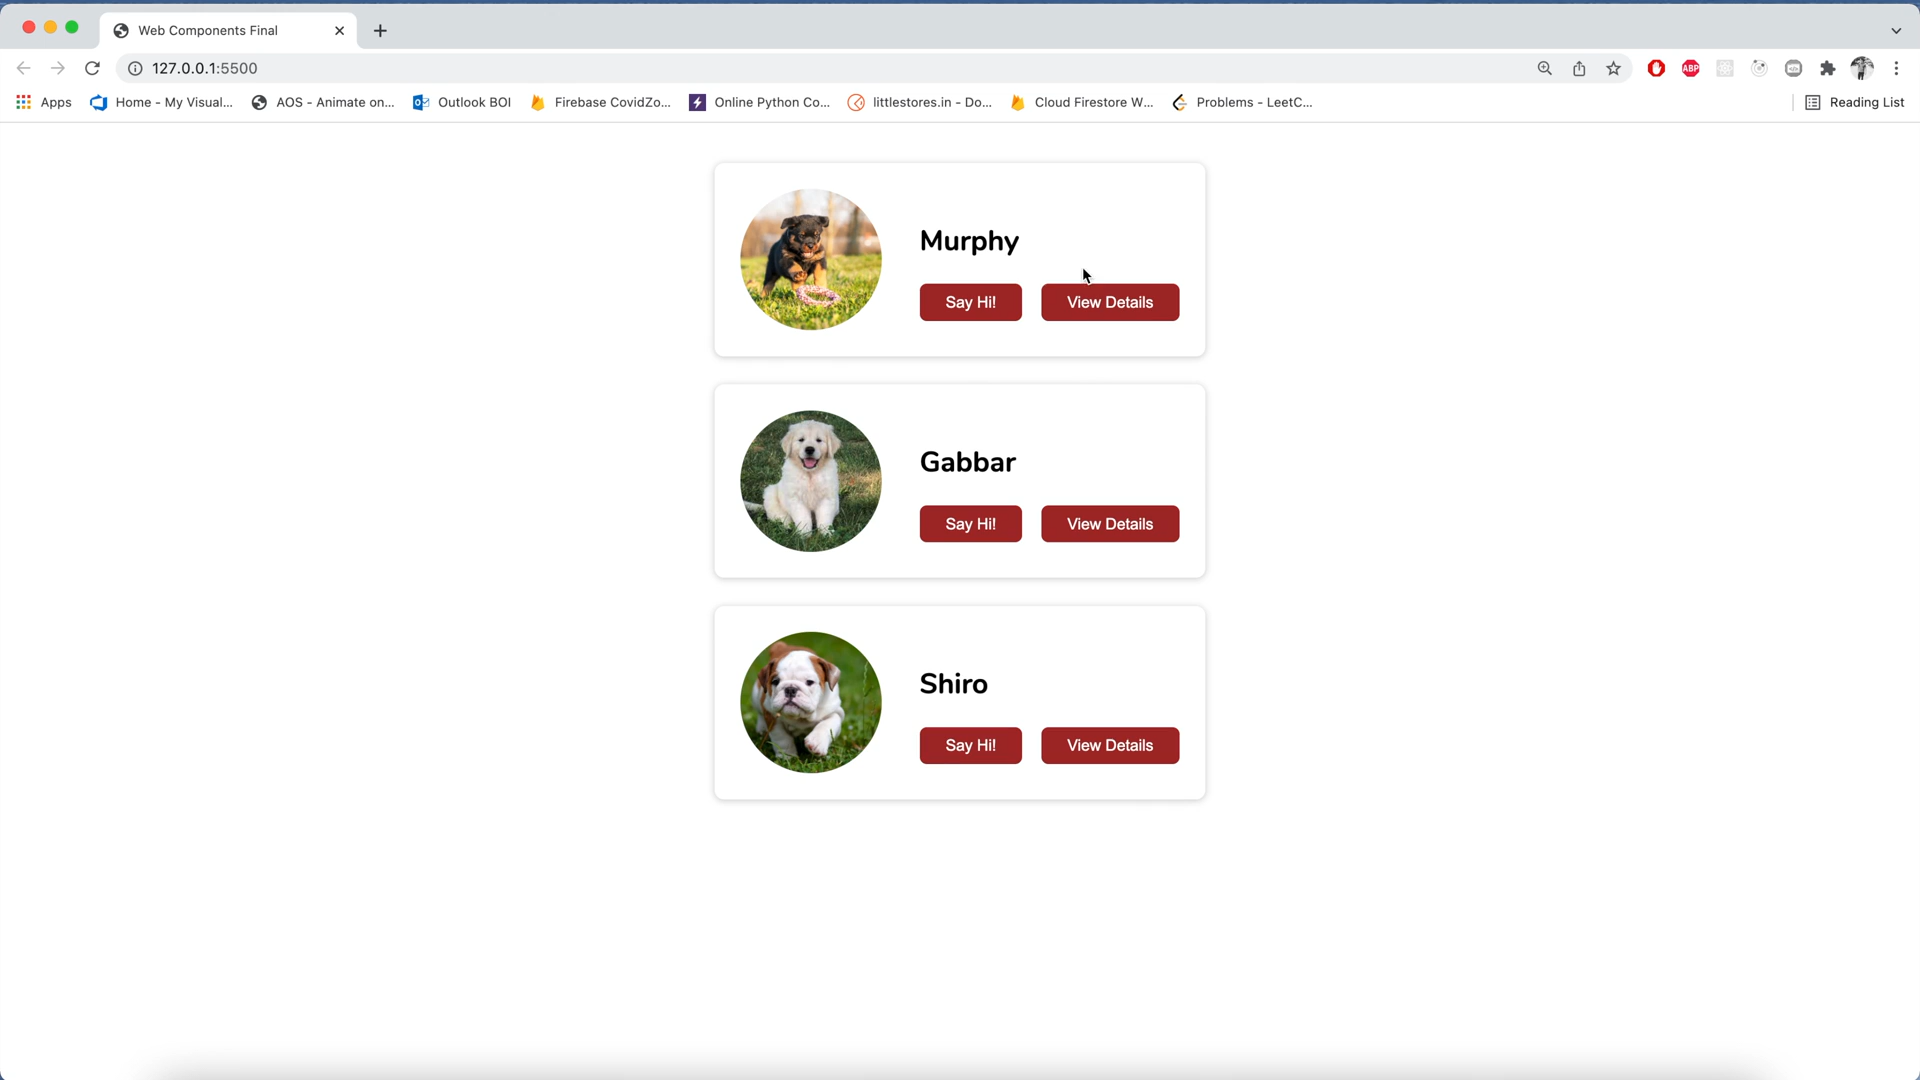 Web Components Final
127.0.0.1:5500
ABP
Apps
Home - My Visual...
AOS - Animate on...
Outlook BOI
Firebase CovidZo...
Online Python Co...
littlestores.in - Do...
Cloud Firestore W...
Problems - LeetC...
Reading List
Murphy
Say Hi!
View Details
Gabbar
Say Hi!
View Details
Shiro
Say Hi!
View Details